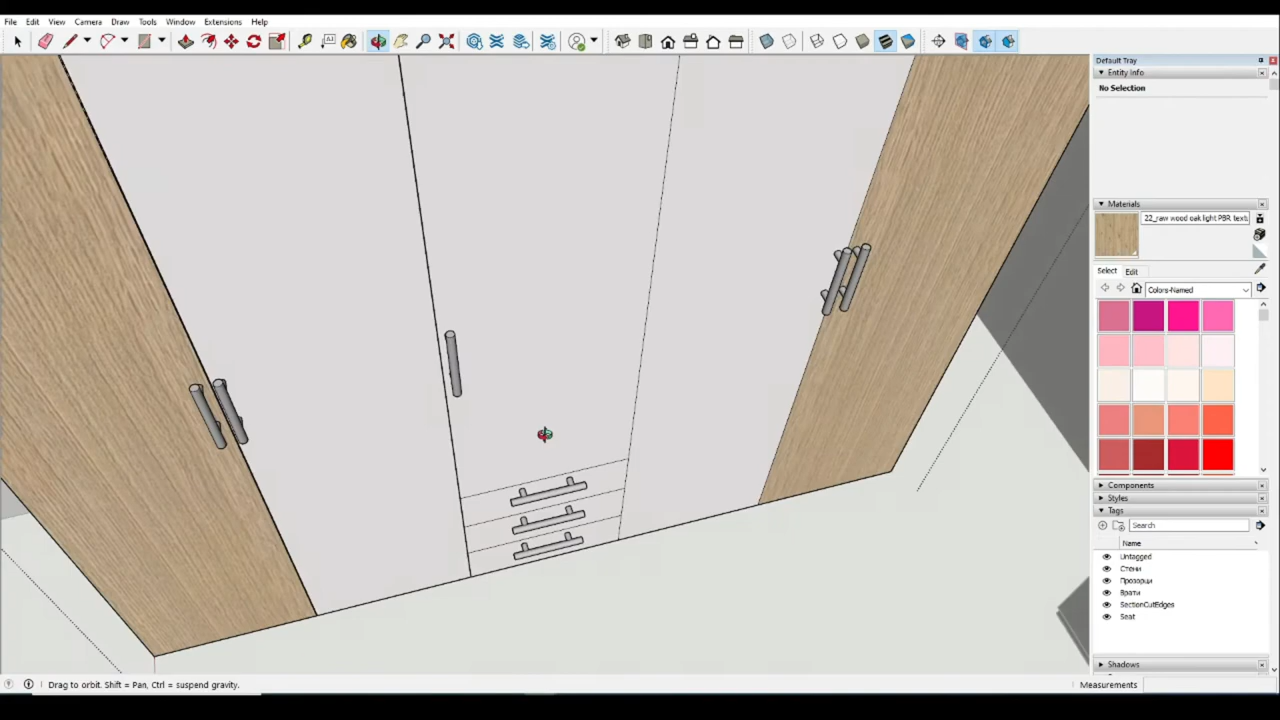 File Edit View Camera Draw Tools Window Extensions Help
Default Tray
Entity Info
No Selection
Materials
22_raw wood oak light PBR text
Select Edit
Colors-Named
Components
Styles
Tags
Search
Name
Untagged
Стени
Прозорци
Врати
SectionCutEdges
Seat
Shadows
Drag to orbit. Shift = Pan, Ctrl = suspend gravity.
Measurements